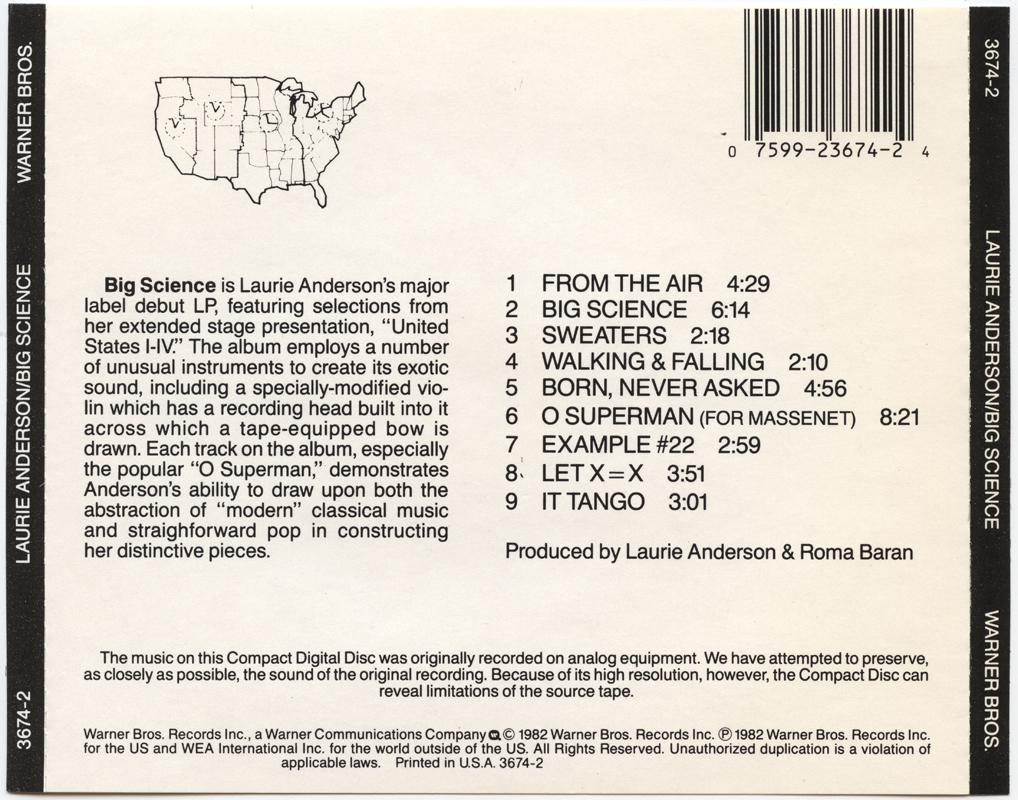 WARNER BROS.
LAURIE ANDERSON/BIG SCIENCE
3674-2
0 7599-23674-2 4
Big Science is Laurie Anderson's major
label debut LP, featuring selections from
her extended stage presentation, "United
States I-IV." The album employs a number
of unusual instruments to create its exotic
sound, including a specially-modified vio-
lin which has a recording head built into it
across which a tape-equipped bow is
drawn. Each track on the album, especially
the popular "O Superman," demonstrates
Anderson's ability to draw upon both the
abstraction of "modern" classical music
and straighforward pop in constructing
her distinctive pieces.
1 FROM THE AIR 4:29
2 BIG SCIENCE 6:14
3 SWEATERS 2:18
4 WALKING & FALLING 2:10
5 BORN, NEVER ASKED 4:56
6 O SUPERMAN (FOR MASSENET) 8:21
7 EXAMPLE #22 2:59
8 LET X=X 3:51
9 IT TANGO 3:01
Produced by Laurie Anderson & Roma Baran
The music on this Compact Digital Disc was originally recorded on analog equipment. We have attempted to preserve,
as closely as possible, the sound of the original recording. Because of its high resolution, however, the Compact Disc can
reveal limitations of the source tape.
Warner Bros. Records Inc., a Warner Communications Company © 1982 Warner Bros. Records Inc. ℗ 1982 Warner Bros. Records Inc.
for the US and WEA International Inc. for the world outside of the US. All Rights Reserved. Unauthorized duplication is a violation of
applicable laws. Printed in U.S.A. 3674-2
3674-2
LAURIE ANDERSON/BIG SCIENCE
WARNER BROS.